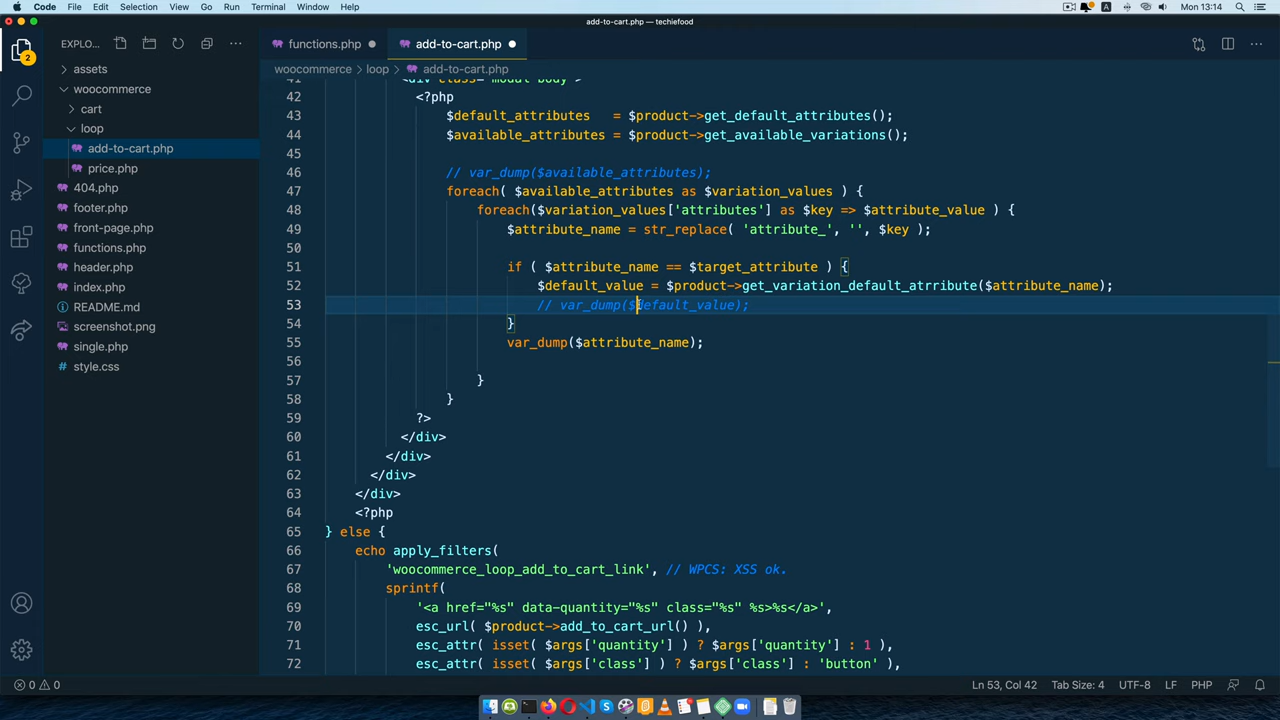 Code File Edit Selection View Go Run Terminal Window Help A Mon 13:14
add-to-cart.php — techiefood
EXPLO... functions.php add-to-cart.php
2
assets
woocommerce
cart
loop
add-to-cart.php
price.php
404.php
footer.php
front-page.php
functions.php
header.php
index.php
README.md
screenshot.png
single.php
style.css
woocommerce > loop > add-to-cart.php
41 <div class="modal-body">
42 <?php
43 $default_attributes = $product->get_default_attributes();
44 $available_attributes = $product->get_available_variations();
45
46 // var_dump($available_attributes);
47 foreach( $available_attributes as $variation_values ) {
48 foreach($variation_values['attributes'] as $key => $attribute_value ) {
49 $attribute_name = str_replace( 'attribute_', '', $key );
50
51 if ( $attribute_name == $target_attribute ) {
52 $default_value = $product->get_variation_default_atrribute($attribute_name);
53 // var_dump($default_value);
54 }
55 var_dump($attribute_name);
56
57 }
58 }
59 ?>
60 </div>
61 </div>
62 </div>
63 </div>
64 <?php
65 } else {
66 echo apply_filters(
67 'woocommerce_loop_add_to_cart_link', // WPCS: XSS ok.
68 sprintf(
69 '<a href="%s" data-quantity="%s" class="%s" %s>%s</a>',
70 esc_url( $product->add_to_cart_url() ),
71 esc_attr( isset( $args['quantity'] ) ? $args['quantity'] : 1 ),
72 esc_attr( isset( $args['class'] ) ? $args['class'] : 'button' ),
0 0 Ln 53, Col 42 Tab Size: 4 UTF-8 LF PHP